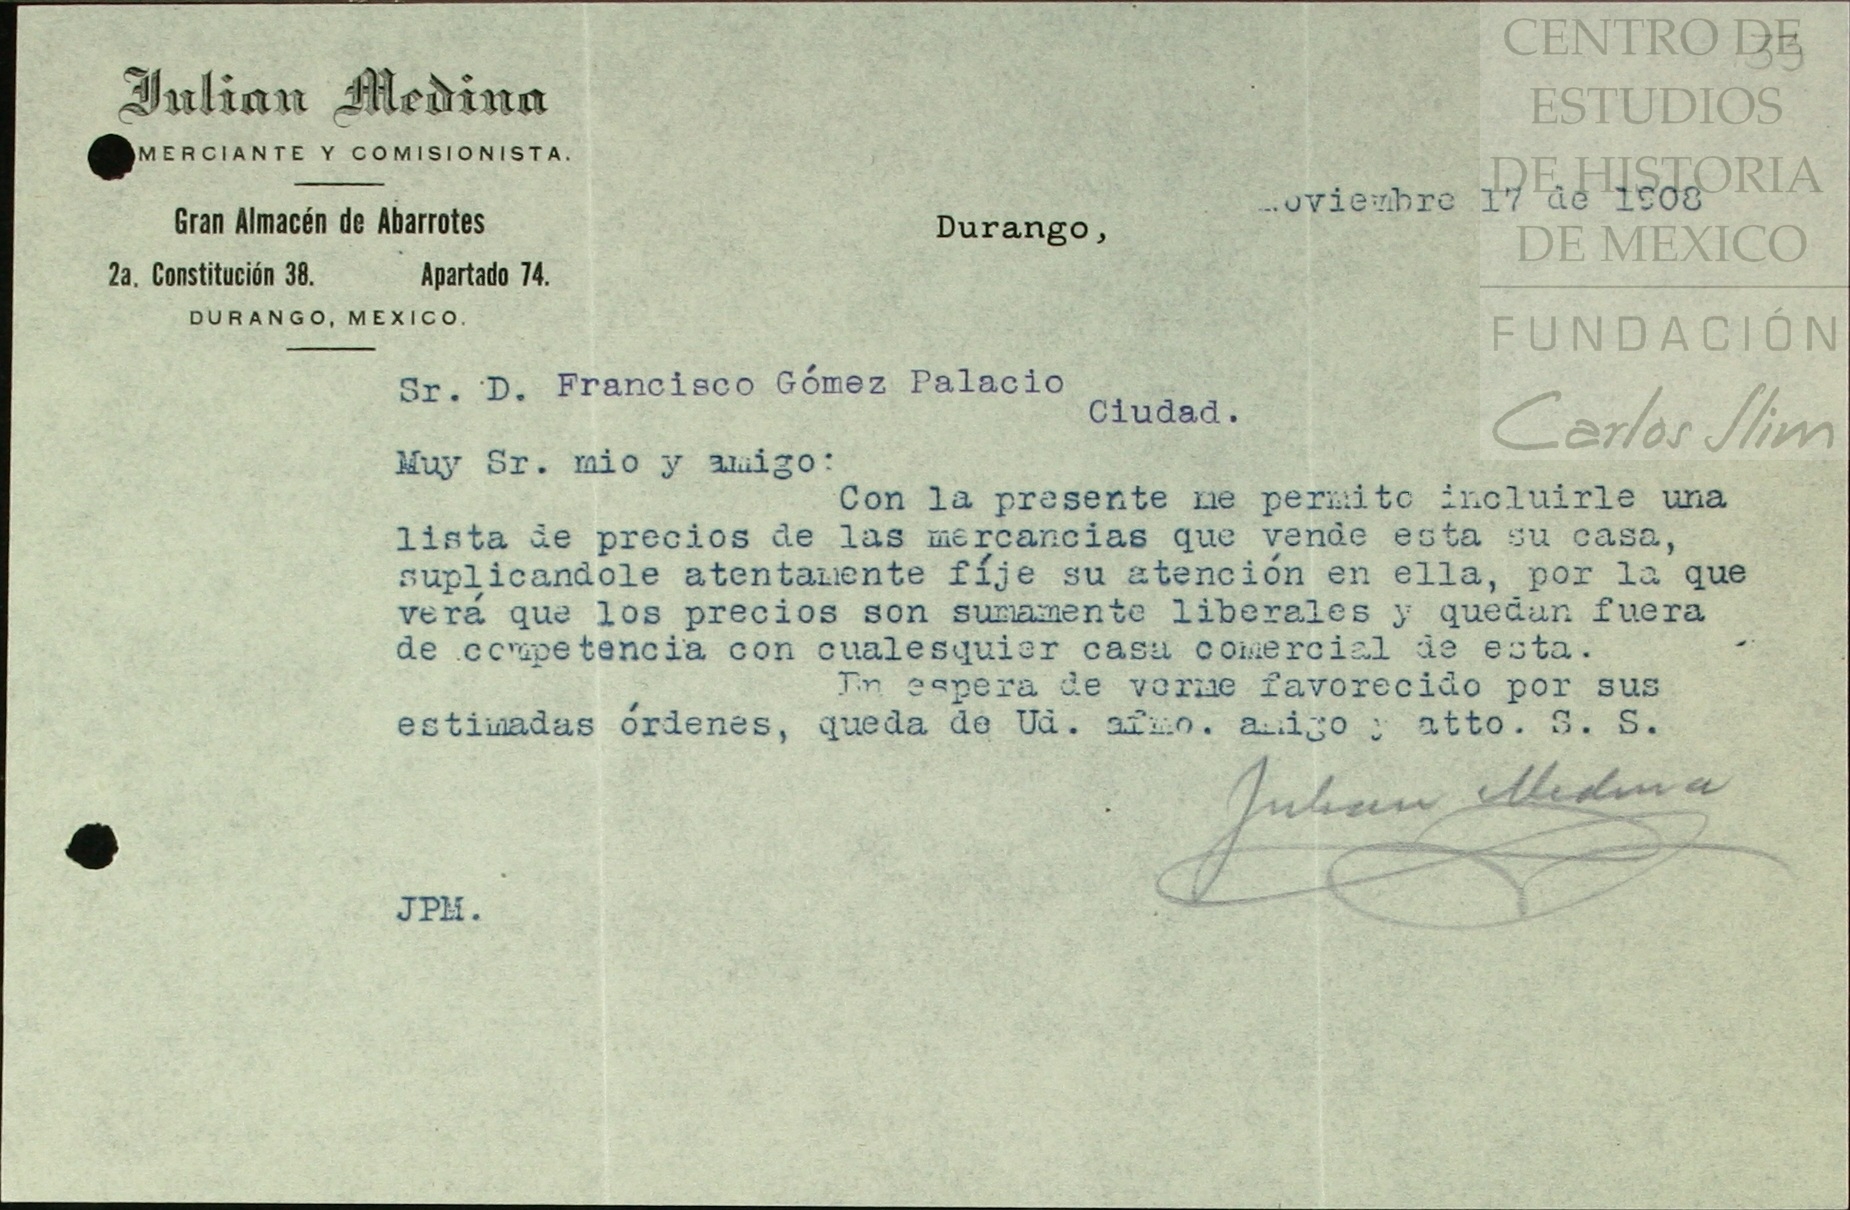 Julian Medina
MERCIANTE Y COMISIONISTA.
Gran Almacén de Abarrotes
2a. Constitución 38. Apartado 74.
DURANGO, MEXICO.
33
CENTRO DE
ESTUDIOS
DE HISTORIA
DE MEXICO
FUNDACIÓN
Carlos Slim
Durango, noviembre 17 de 1908
Sr. D. Francisco Gómez Palacio
Ciudad.
Muy Sr. mio y amigo:
Con la presente me permito incluirle una
lista de precios de las mercancias que vende esta su casa,
suplicandole atentamente fíje su atención en ella, por la que
verá que los precios son sumamente liberales y quedan fuera
de competencia con cualesquier casa comercial de esta.
En espera de verme favorecido por sus
estimadas órdenes, queda de Ud. afmo. amigo y atto. S. S.
Julian Medina
JPM.